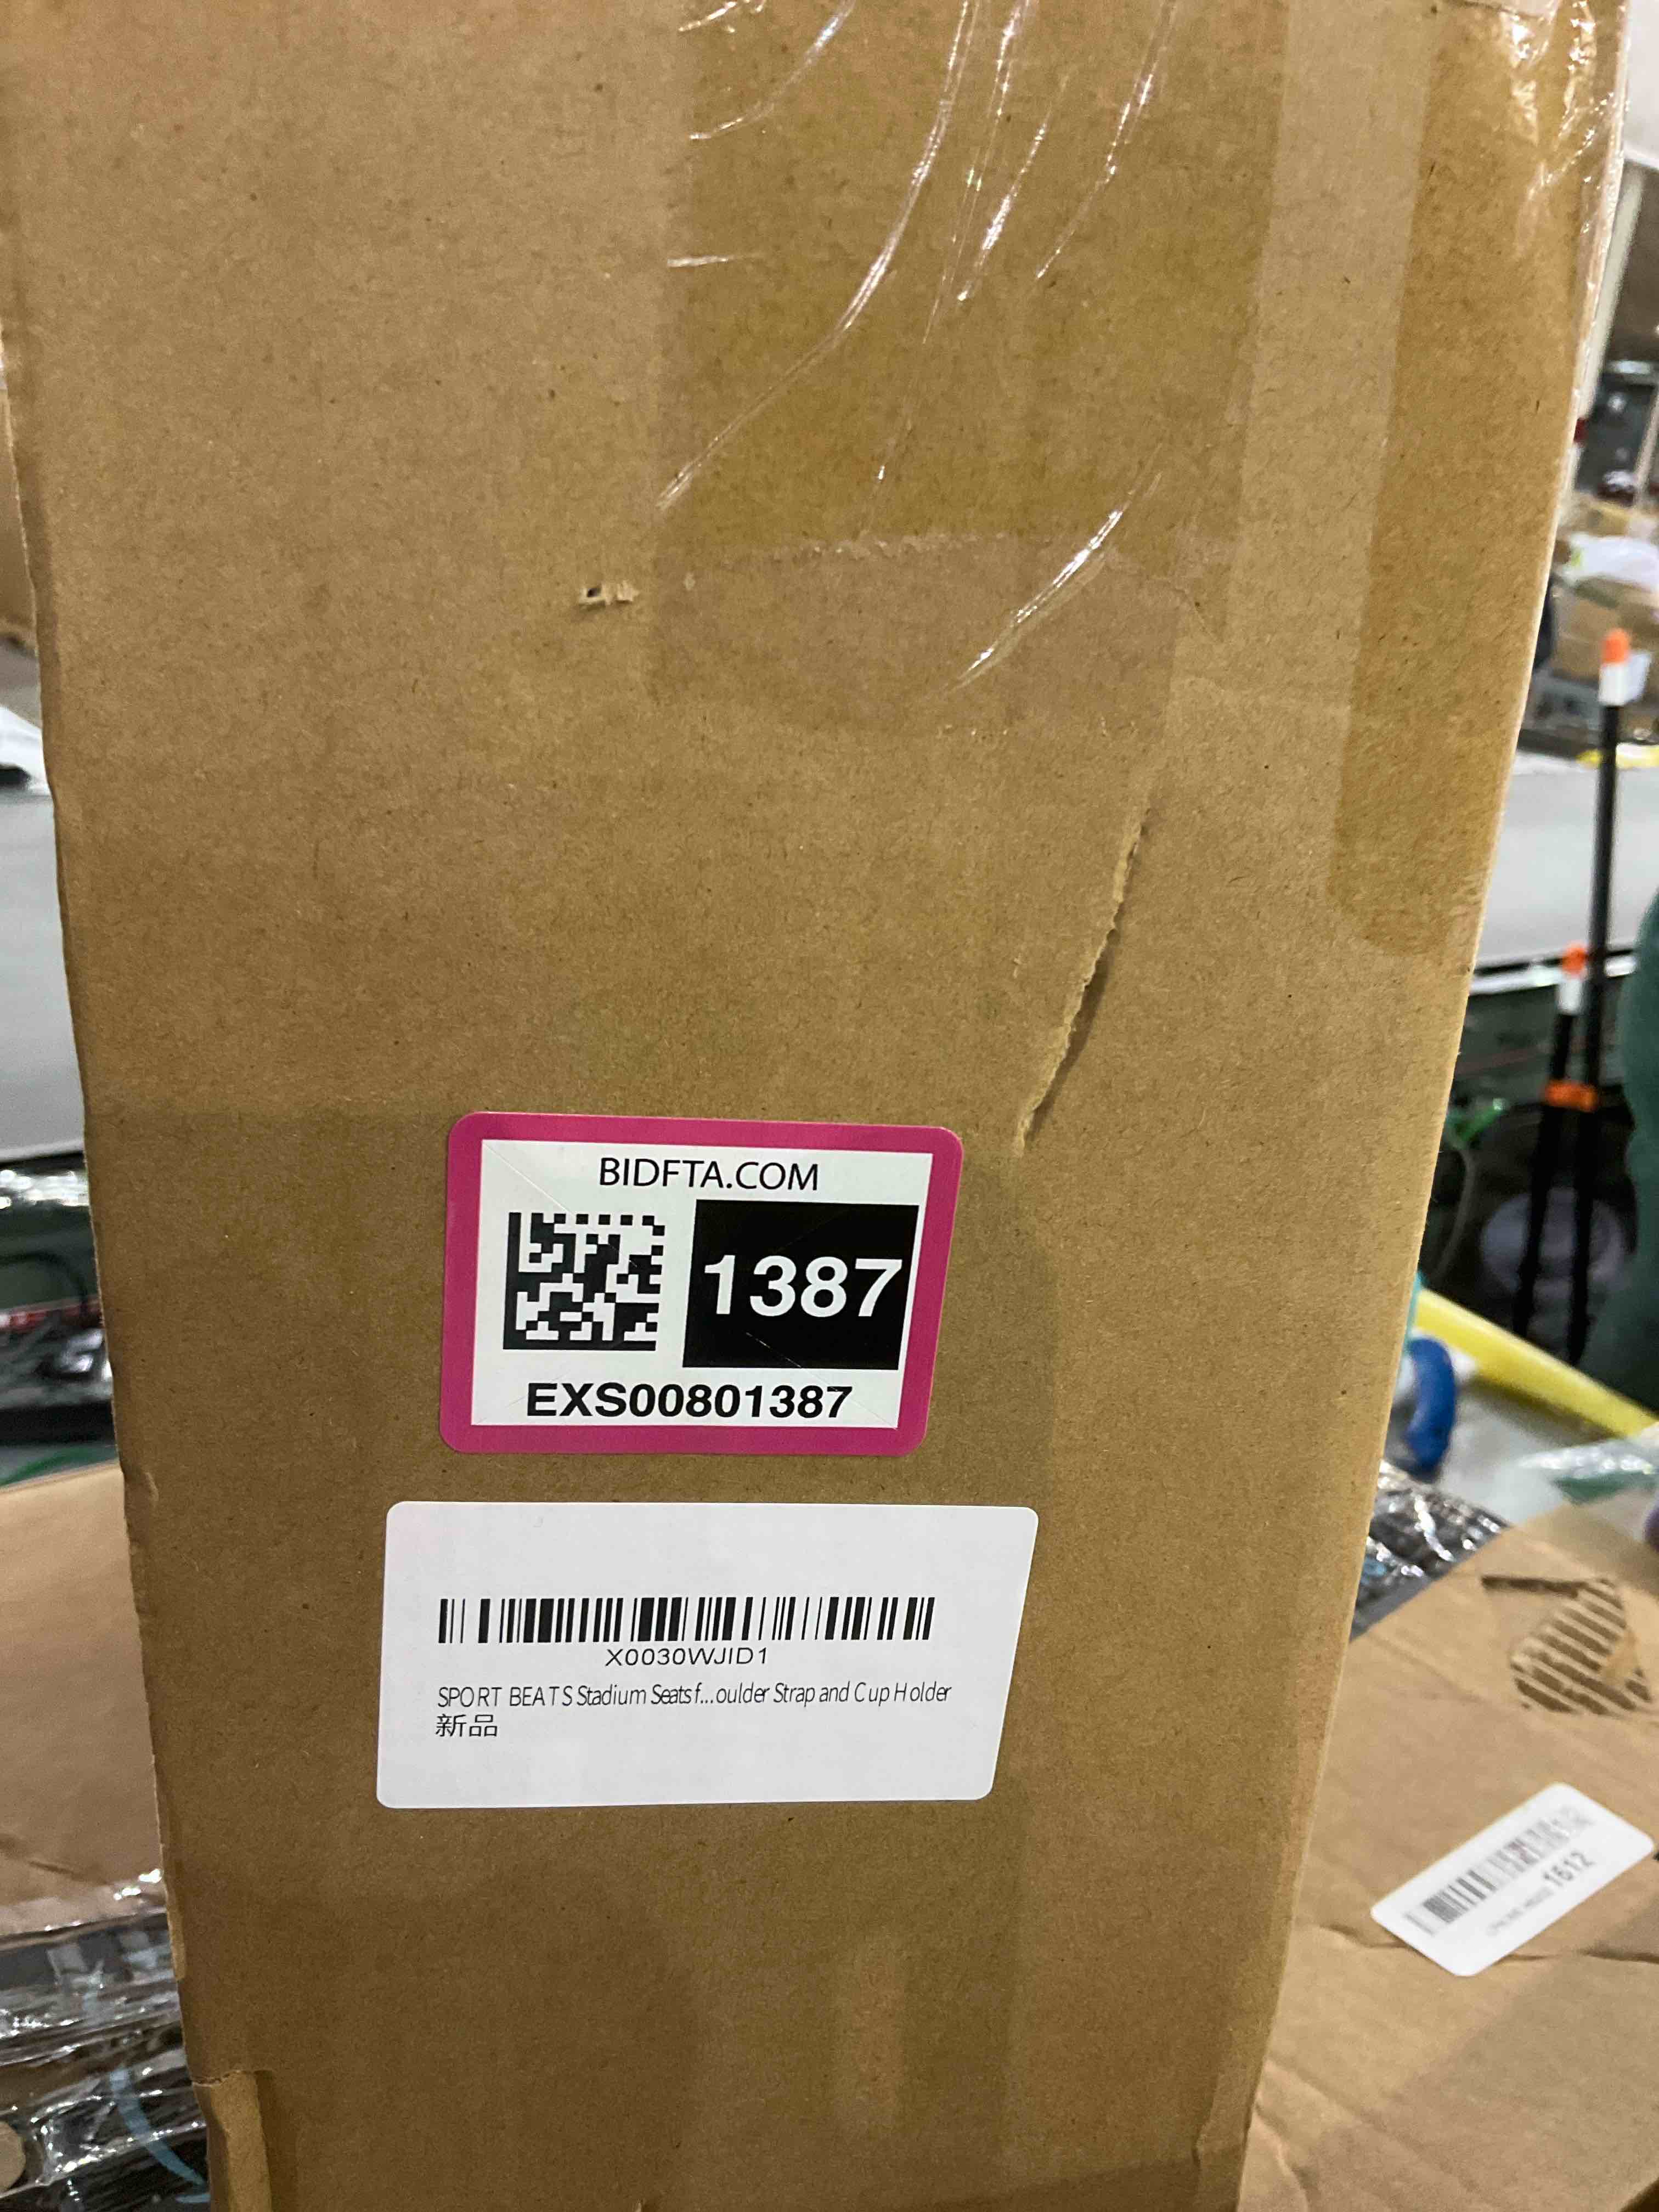 BIDFTA.COM
1387
EXS00801387
X0030WJID1
SPORT BEATS Stadium Seats f...oulder Strap and Cup Holder
新品
1612